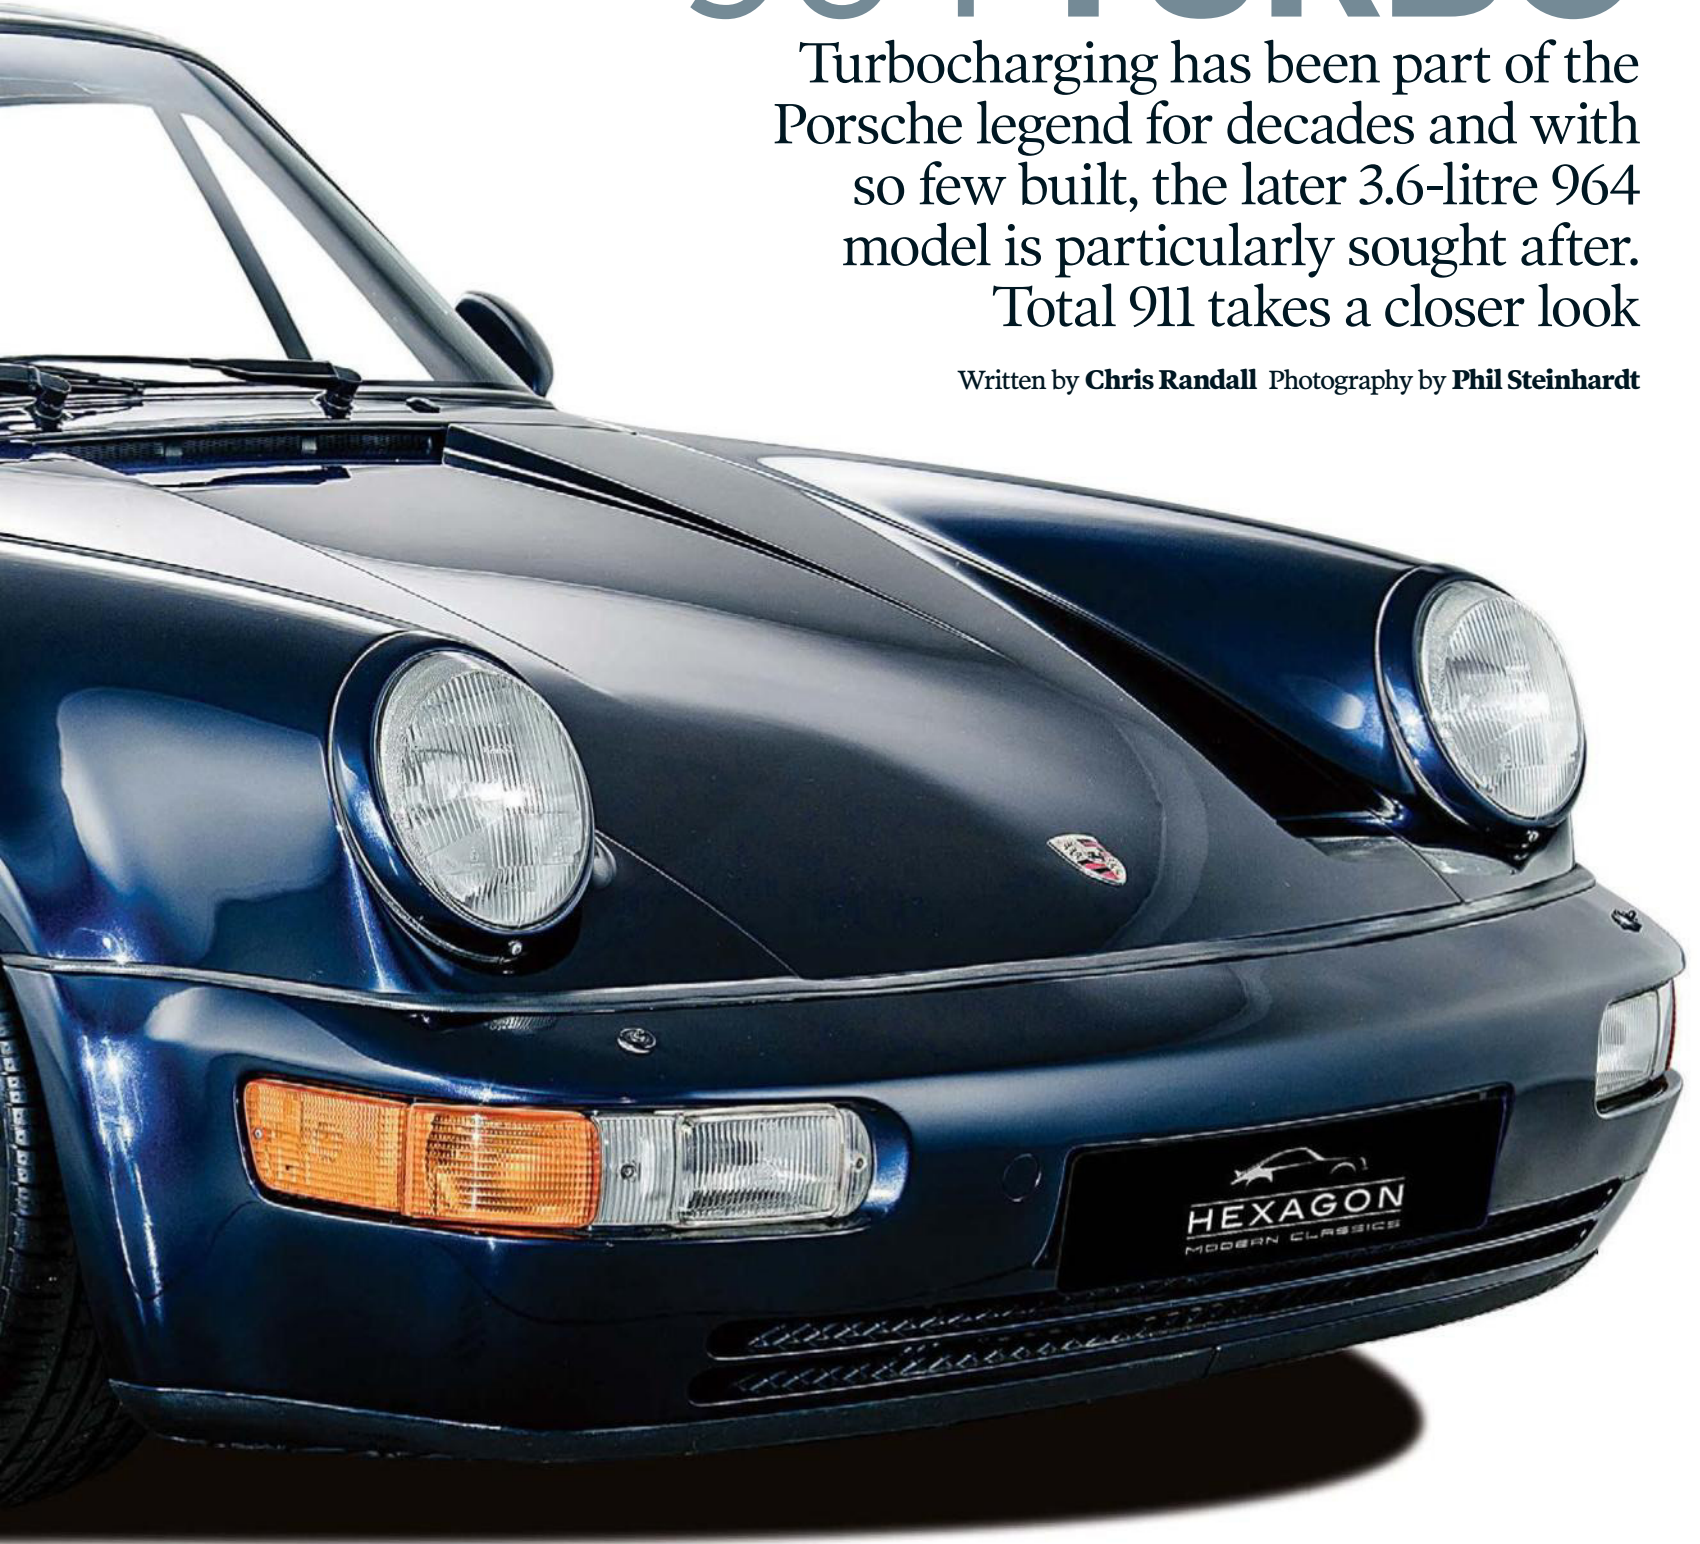 964 TURBO
Turbocharging has been part of the
Porsche legend for decades and with
so few built, the later 3.6-litre 964
model is particularly sought after.
Total 911 takes a closer look
Written by Chris Randall Photography by Phil Steinhardt
HEXAGON
MODERN CLASSICS